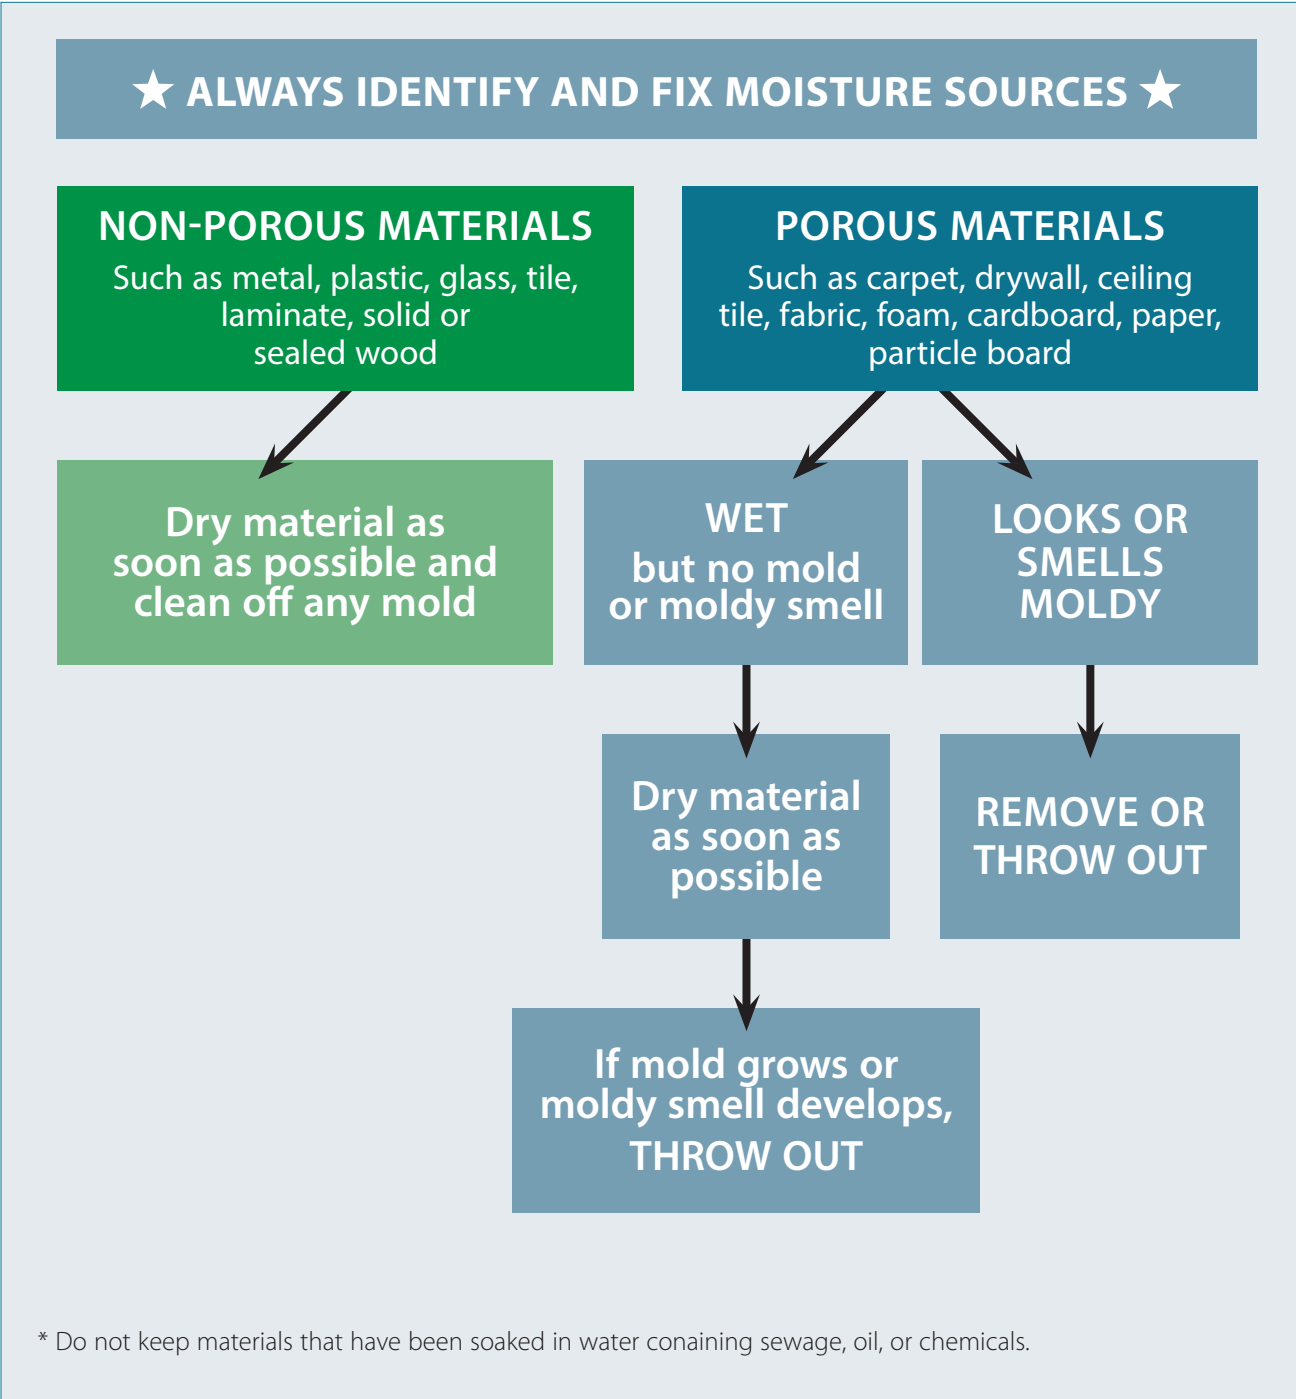 ★ ALWAYS IDENTIFY AND FIX MOISTURE SOURCES ★
NON-POROUS MATERIALS
Such as metal, plastic, glass, tile,
laminate, solid or
sealed wood
POROUS MATERIALS
Such as carpet, drywall, ceiling
tile, fabric, foam, cardboard, paper,
particle board
Dry material as
soon as possible and
clean off any mold
WET
but no mold
or moldy smell
LOOKS OR
SMELLS
MOLDY
Dry material
as soon as
possible
REMOVE OR
THROW OUT
If mold grows or
moldy smell develops,
THROW OUT
* Do not keep materials that have been soaked in water conaining sewage, oil, or chemicals.